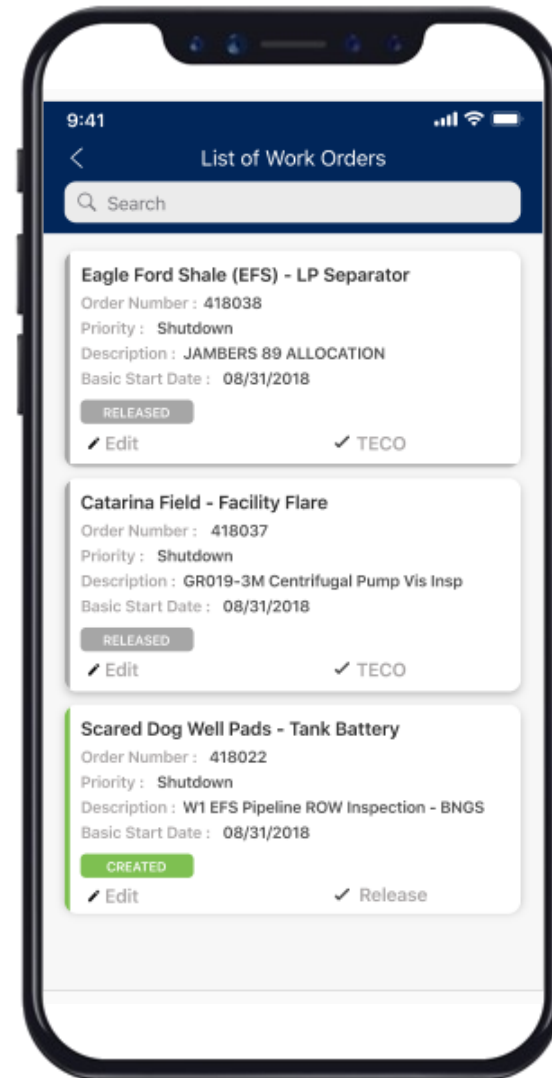 9:41
List of Work Orders
Search
Eagle Ford Shale (EFS) - LP Separator
Order Number : 418038
Priority : Shutdown
Description : JAMBERS 89 ALLOCATION
Basic Start Date : 08/31/2018
RELEASED
Edit TECO
Catarina Field - Facility Flare
Order Number : 418037
Priority : Shutdown
Description : GR019-3M Centrifugal Pump Vis Insp
Basic Start Date : 08/31/2018
RELEASED
Edit TECO
Scared Dog Well Pads - Tank Battery
Order Number : 418022
Priority : Shutdown
Description : W1 EFS Pipeline ROW Inspection - BNGS
Basic Start Date : 08/31/2018
CREATED
Edit Release